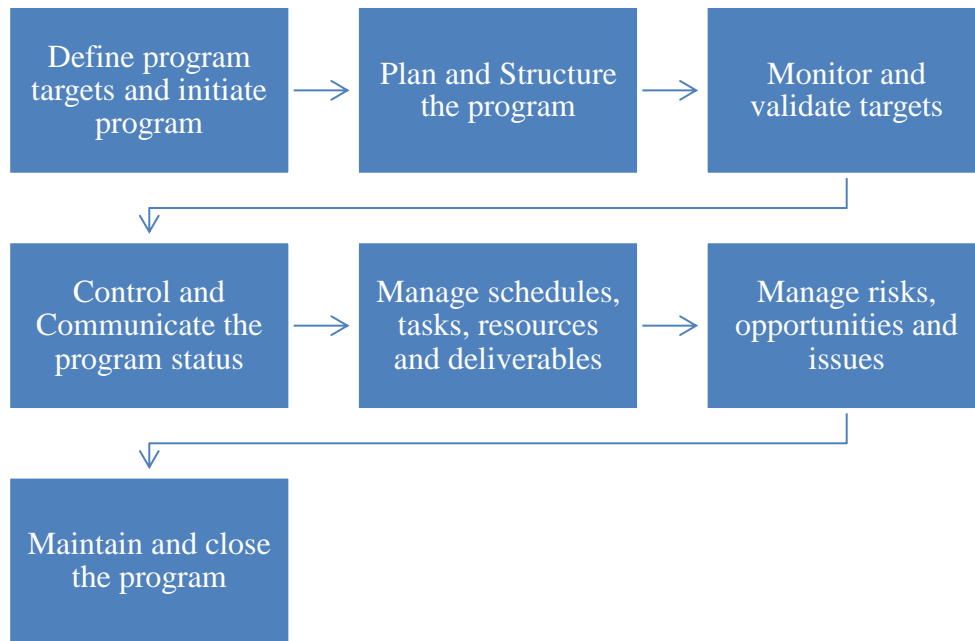 Define program
targets and initiate
program
Plan and Structure
the program
Monitor and
validate targets
Control and
Communicate the
program status
Manage schedules,
tasks, resources
and deliverables
Manage risks,
opportunities and
issues
Maintain and close
the program